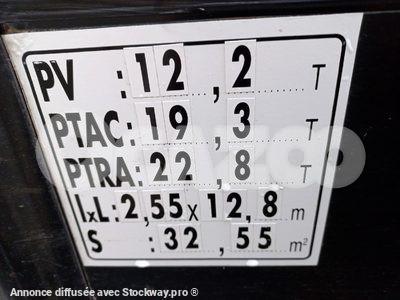 PV : 12,2 T
PTAC: 19,3 T
PTRA: 22,8 T
IxL: 2,55 x 12,8 m
S : 32,55 m²
Annonce diffusée avec Stockway.pro ®